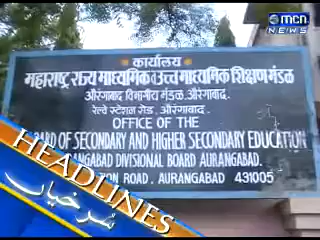 mcn
NEWS
कार्यालय
महाराष्ट्र राज्य माध्यमिक व उच्च माध्यमिक शिक्षण मंडळ
औरंगाबाद विभागीय मंडळ, औरंगाबाद.
रेल्वे स्टेशन रोड, औरंगाबाद.
OFFICE OF THE
BOARD OF SECONDARY AND HIGHER SECONDARY EDUCATION
AURANGABAD DIVISIONAL BOARD AURANGABAD.
STATION ROAD, AURANGABAD 431005
HEADLINES
سرخیاں